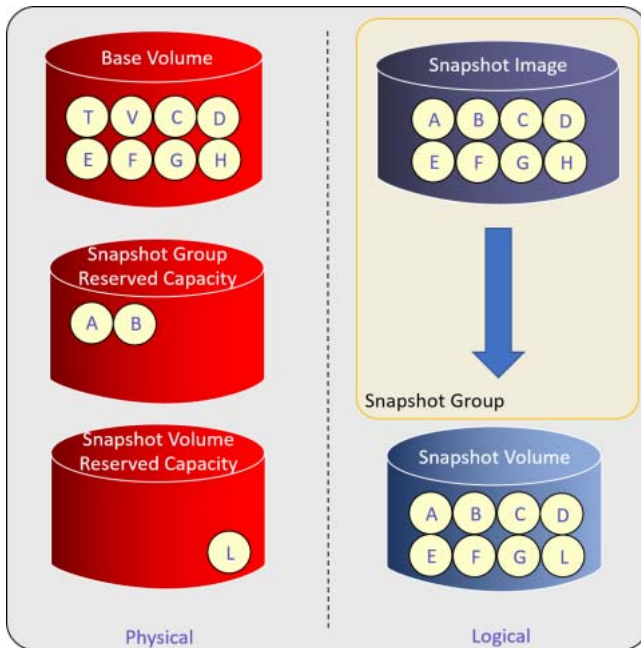 Base Volume
T V C D
E F G H
Snapshot Group
Reserved Capacity
A B
Snapshot Volume
Reserved Capacity
L
Physical
Snapshot Image
A B C D
E F G H
Snapshot Group
Snapshot Volume
A B C D
E F G L
Logical